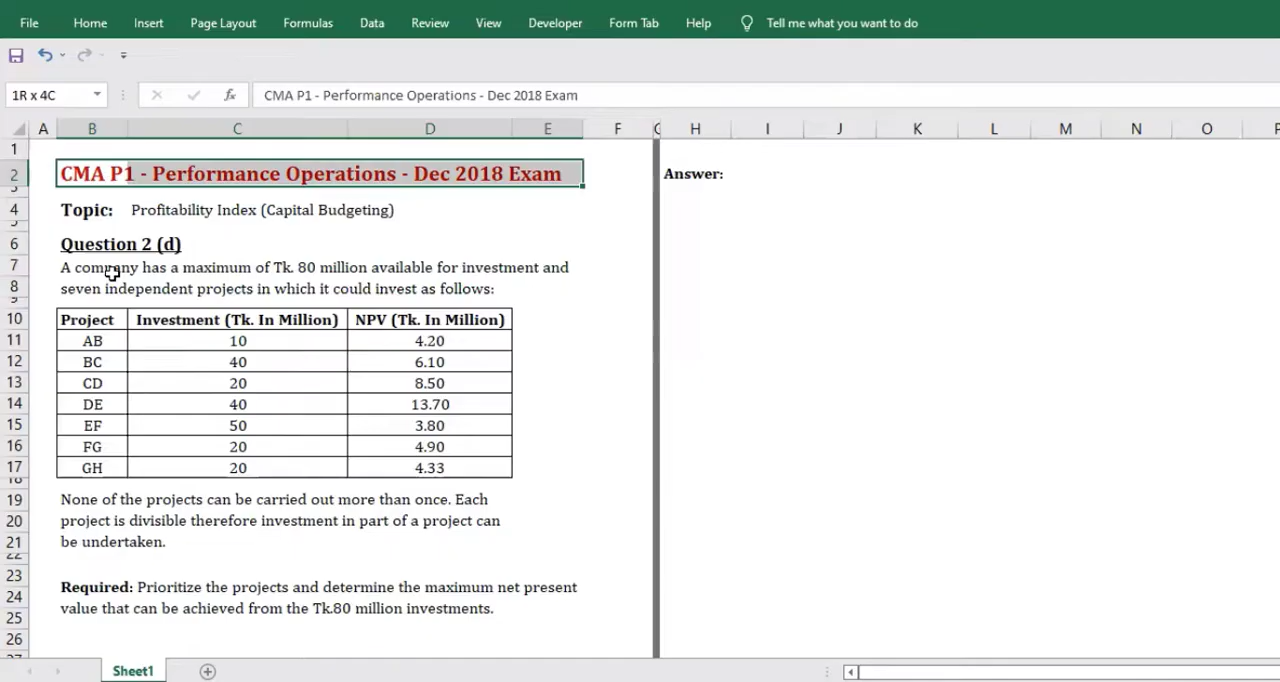 File Home Insert Page Layout Formulas Data Review View Developer Form Tab Help Tell me what you want to do
1R x 4C fx CMA P1 - Performance Operations - Dec 2018 Exam
A B C D E F G H I J K L M N O P
1
2 CMA P1 - Performance Operations - Dec 2018 Exam Answer:
3
4 Topic: Profitability Index (Capital Budgeting)
5
6 Question 2 (d)
7 A company has a maximum of Tk. 80 million available for investment and
8 seven independent projects in which it could invest as follows:
9
10 Project Investment (Tk. In Million) NPV (Tk. In Million)
11 AB 10 4.20
12 BC 40 6.10
13 CD 20 8.50
14 DE 40 13.70
15 EF 50 3.80
16 FG 20 4.90
17 GH 20 4.33
18
19 None of the projects can be carried out more than once. Each
20 project is divisible therefore investment in part of a project can
21 be undertaken.
22
23 Required: Prioritize the projects and determine the maximum net present
24 value that can be achieved from the Tk.80 million investments.
25
26
27
Sheet1